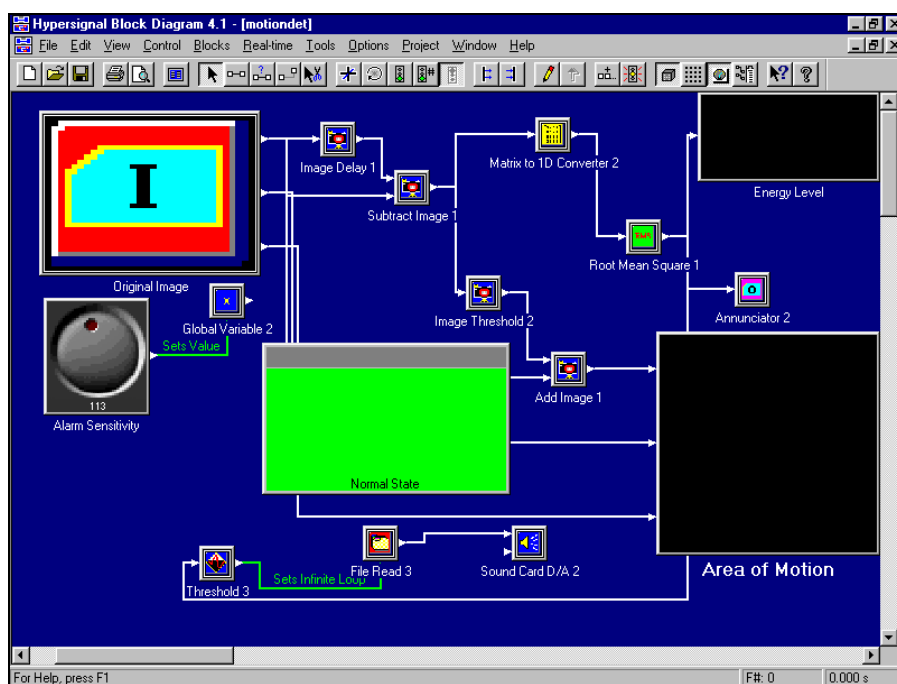 Hypersignal Block Diagram 4.1 - [motiondet]
File Edit View Control Blocks Real-time Tools Options Project Window Help
I
Image Delay 1
Matrix to 1D Converter 2
Energy Level
Subtract Image 1
RMS
Root Mean Square 1
Original Image
x
Global Variable 2
Image Threshold 2
Annunciator 2
Sets Value
113
Add Image 1
Alarm Sensitivity
Normal State
File Read 3
Sound Card D/A 2
Area of Motion
Sets Infinite Loop
Threshold 3
For Help, press F1
F#: 0
0.000 s